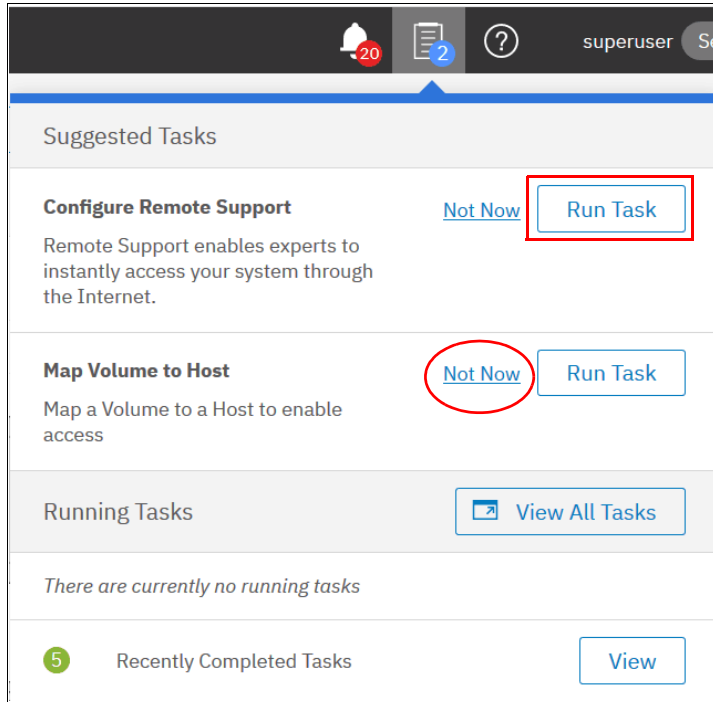 20
2
?
superuser
Se
Suggested Tasks
Configure Remote Support
Not Now
Run Task
Remote Support enables experts to
instantly access your system through
the Internet.
Map Volume to Host
Not Now
Run Task
Map a Volume to a Host to enable
access
Running Tasks
View All Tasks
There are currently no running tasks
5
Recently Completed Tasks
View